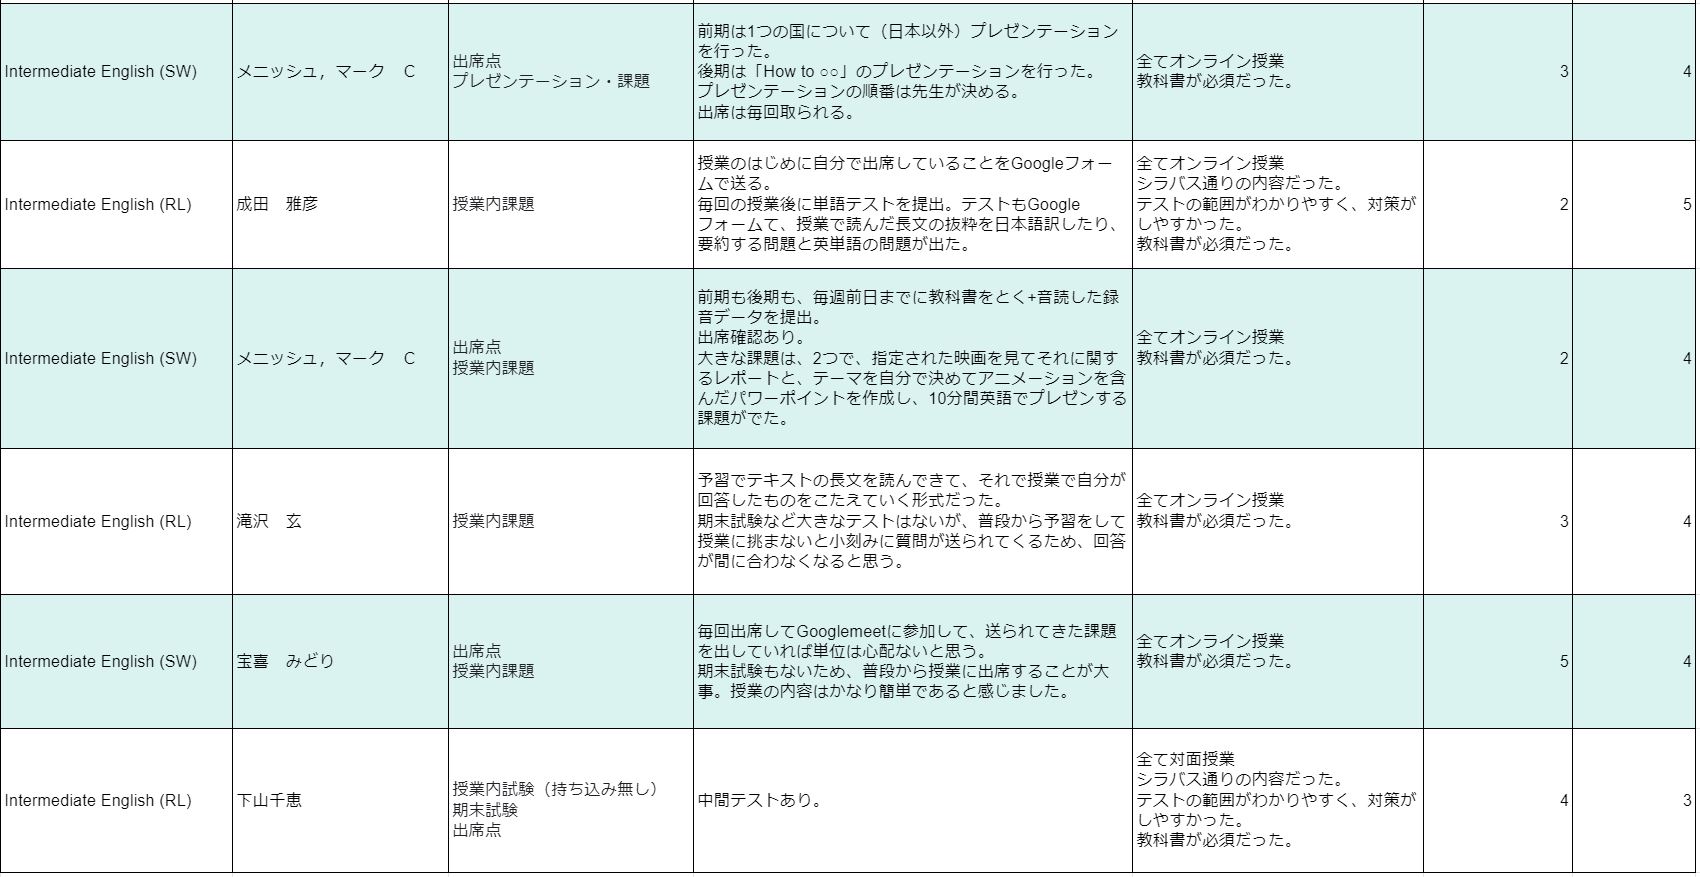 Intermediate English (SW)
メニッシュ，マーク　C
出席点
プレゼンテーション・課題
前期は1つの国について（日本以外）プレゼンテーション
を行った。
後期は「How to ○○」のプレゼンテーションを行った。
プレゼンテーションの順番は先生が決める。
出席は毎回取られる。
全てオンライン授業
教科書が必須だった。
3
4
Intermediate English (RL)
成田　雅彦
授業内課題
授業のはじめに自分で出席していることをGoogleフォー
ムで送る。
毎回の授業後に単語テストを提出。テストもGoogle
フォームて、授業で読んだ長文の抜粋を日本語訳したり、
要約する問題と英単語の問題が出た。
全てオンライン授業
シラバス通りの内容だった。
テストの範囲がわかりやすく、対策が
しやすかった。
教科書が必須だった。
2
5
Intermediate English (SW)
メニッシュ，マーク　C
出席点
授業内課題
前期も後期も、毎週前日までに教科書をとく+音読した録
音データを提出。
出席確認あり。
大きな課題は、2つで、指定された映画を見てそれに関す
るレポートと、テーマを自分で決めてアニメーションを含
んだパワーポイントを作成し、10分間英語でプレゼンする
課題がでた。
全てオンライン授業
教科書が必須だった。
2
4
Intermediate English (RL)
滝沢　玄
授業内課題
予習でテキストの長文を読んできて、それで授業で自分が
回答したものをこたえていく形式だった。
期末試験など大きなテストはないが、普段から予習をして
授業に挑まないと小刻みに質問が送られてくるため、回答
が間に合わなくなると思う。
全てオンライン授業
教科書が必須だった。
3
4
Intermediate English (SW)
宝喜　みどり
出席点
授業内課題
毎回出席してGooglemeetに参加して、送られてきた課題
を出していれば単位は心配ないと思う。
期末試験もないため、普段から授業に出席することが大
事。授業の内容はかなり簡単であると感じました。
全てオンライン授業
教科書が必須だった。
5
4
Intermediate English (RL)
下山千恵
授業内試験（持ち込み無し）
期末試験
出席点
中間テストあり。
全て対面授業
シラバス通りの内容だった。
テストの範囲がわかりやすく、対策が
しやすかった。
教科書が必須だった。
4
3